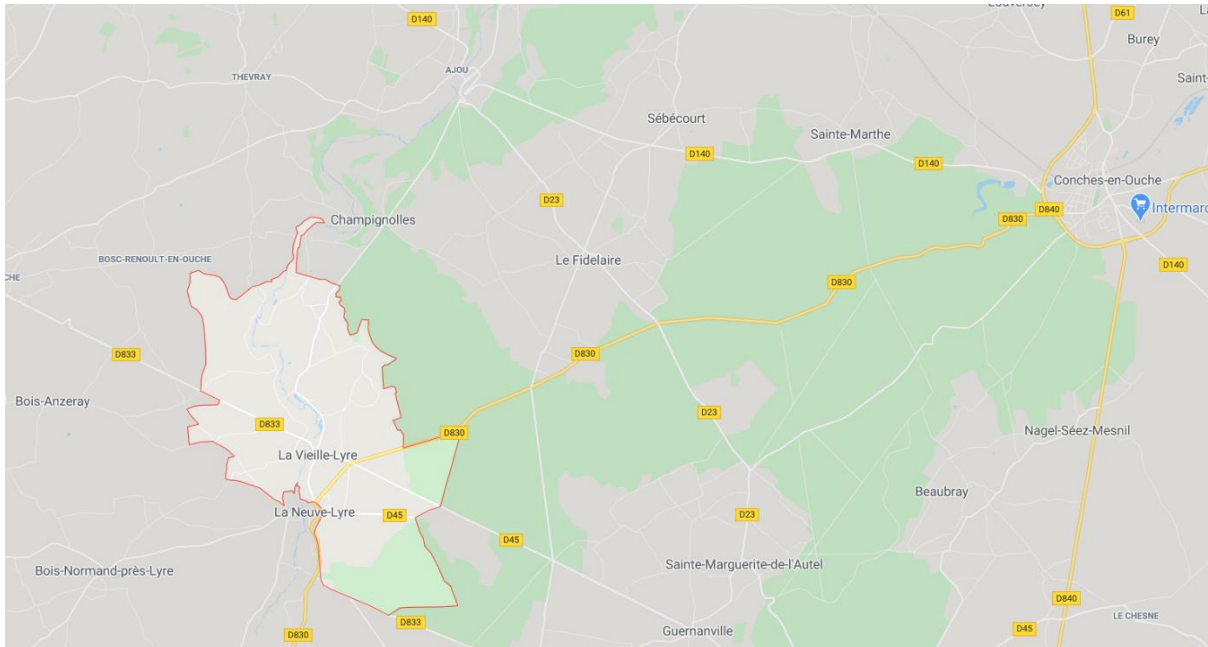 D140
Louversey
D61
Burey
THEVRAY
AJOU
Saint-
Sébécourt
Sainte-Marthe
D140
D140
Conches-en-Ouche
D23
D840
Intermarc
Champignolles
D830
BOSC-RENOULT-EN-OUCHE
Le Fidelaire
D140
CHE
D830
D833
D830
Bois-Anzeray
D23
D833
D830
Nagel-Séez-Mesnil
La Vieille-Lyre
Beaubray
La Neuve-Lyre
D45
D23
D45
Bois-Normand-près-Lyre
Sainte-Marguerite-de-l'Autel
D840
LE CHESNE
D833
D45
D830
Guernanville